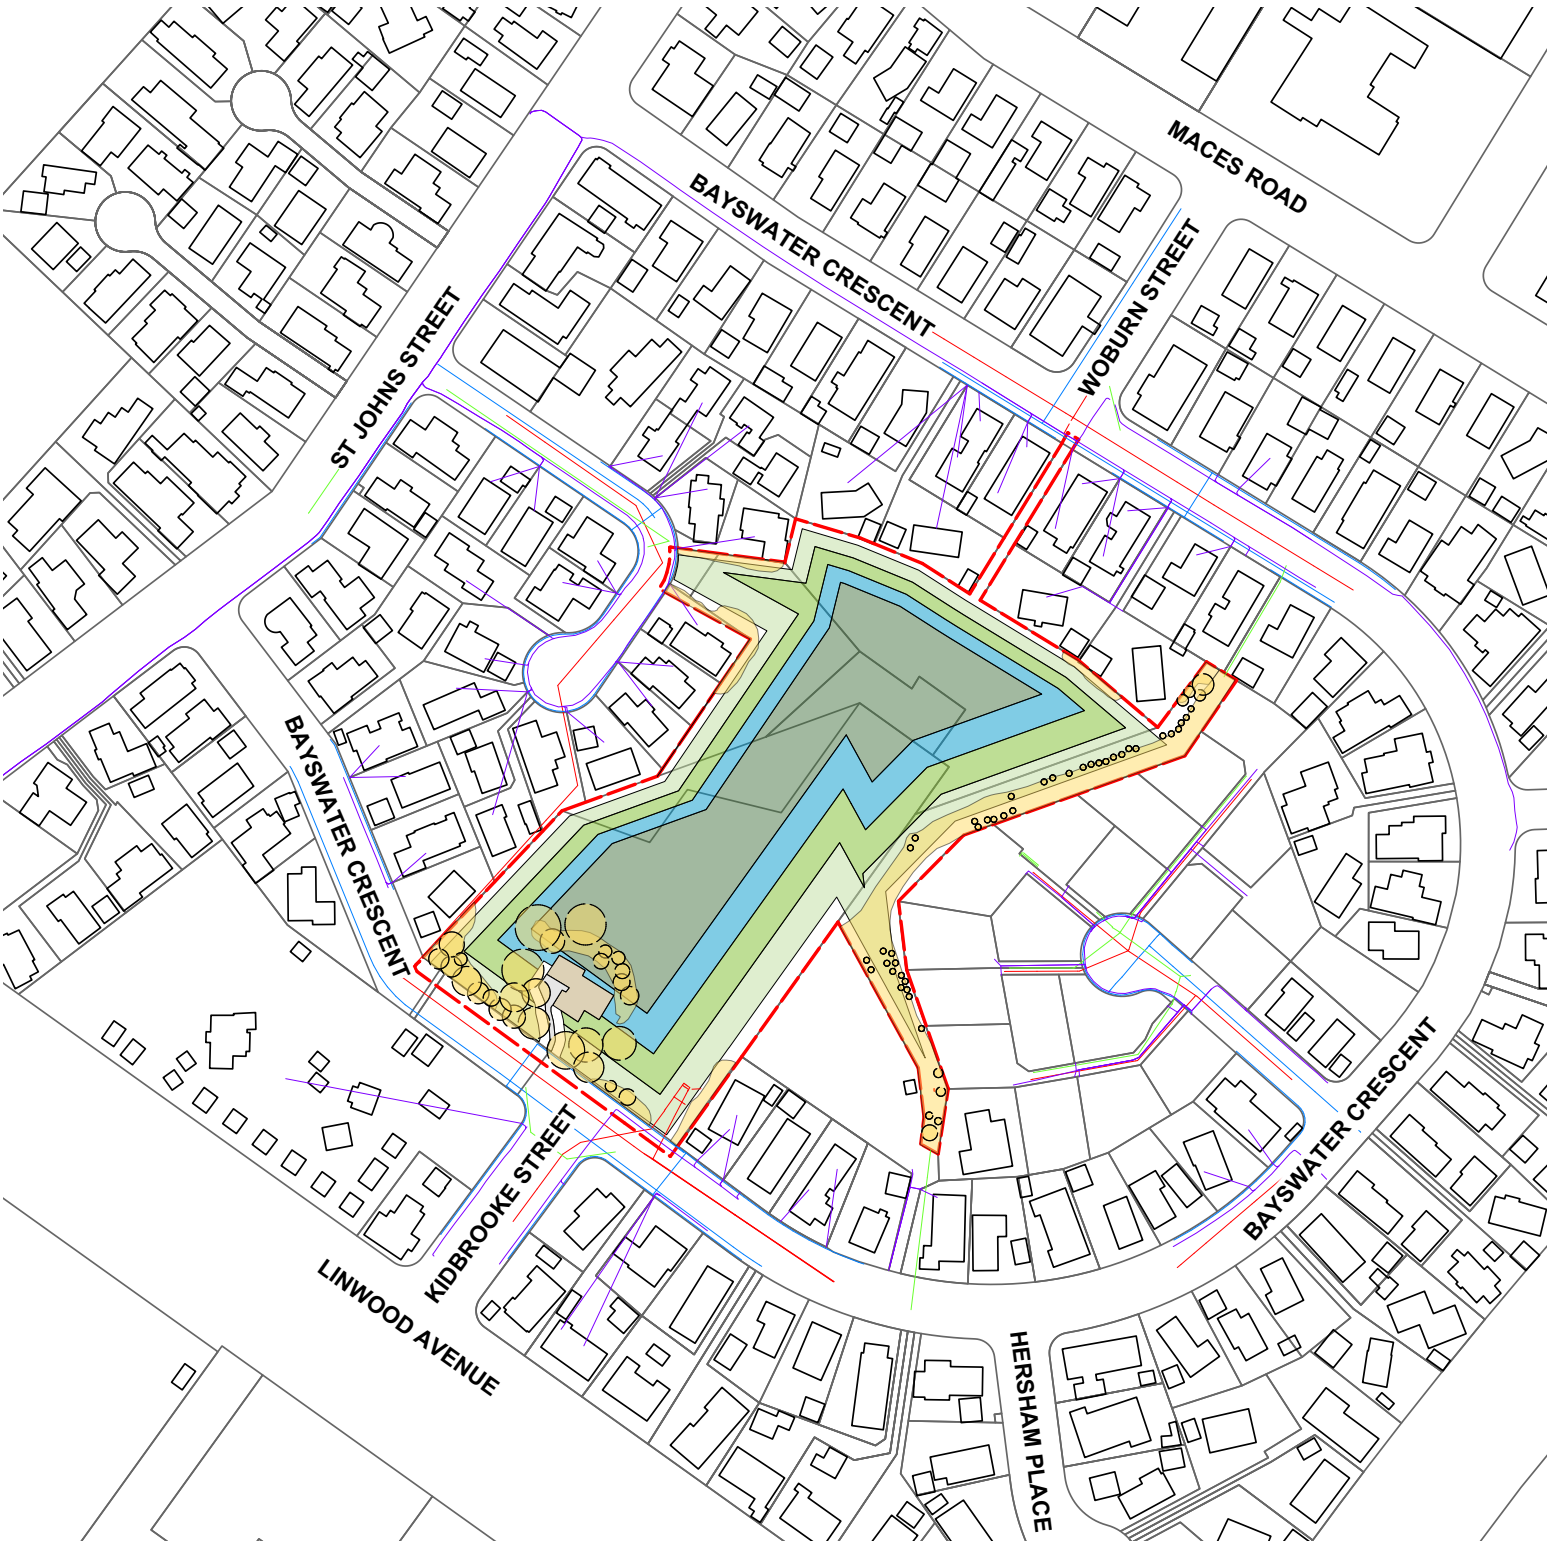 MACES ROAD
BAYSWATER CRESCENT
WOBURN STREET
ST JOHNS STREET
BAYSWATER CRESCENT
BAYSWATER CRESCENT
KIDBROOKE STREET
LINWOOD AVENUE
HERSHAM PLACE